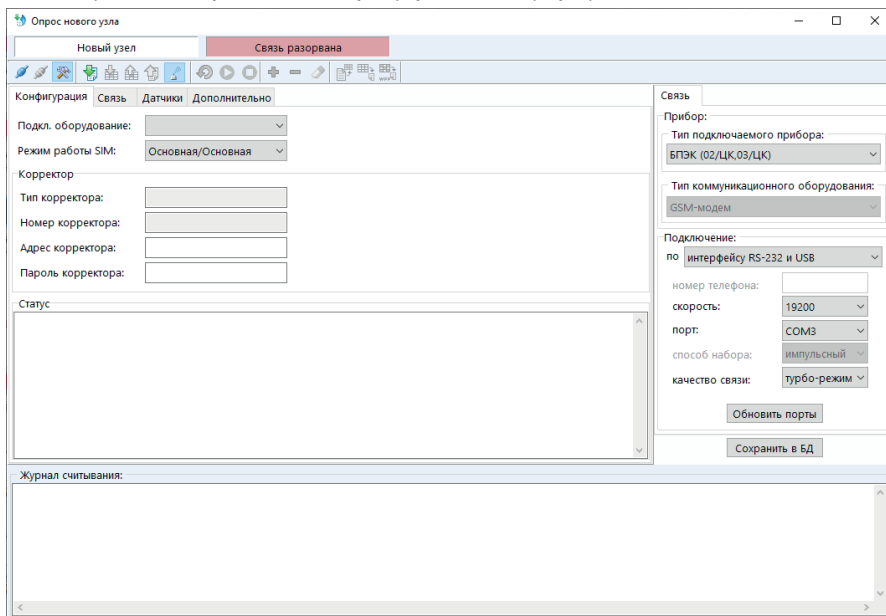 Опрос нового узла
Новый узел
Связь разорвана
Конфигурация Связь Датчики Дополнительно
Подкл. оборудование:
Режим работы SIM: Основная/Основная
Корректор
Тип корректора:
Номер корректора:
Адрес корректора:
Пароль корректора:
Статус
Связь
Прибор:
Тип подключаемого прибора:
БПЭК (02/ЦК,03/ЦК)
Тип коммуникационного оборудования:
GSM-модем
Подключение:
по интерфейсу RS-232 и USB
номер телефона:
скорость: 19200
порт: COM3
способ набора: импульсный
качество связи: турбо-режим
Обновить порты
Сохранить в БД
Журнал считывания: